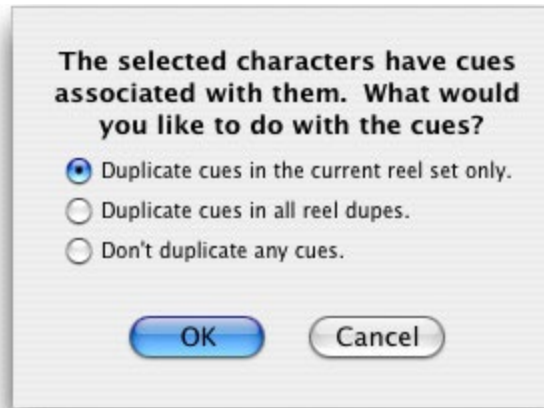 The selected characters have cues
associated with them.  What would
you like to do with the cues?
Duplicate cues in the current reel set only.
Duplicate cues in all reel dupes.
Don't duplicate any cues.
OK
Cancel